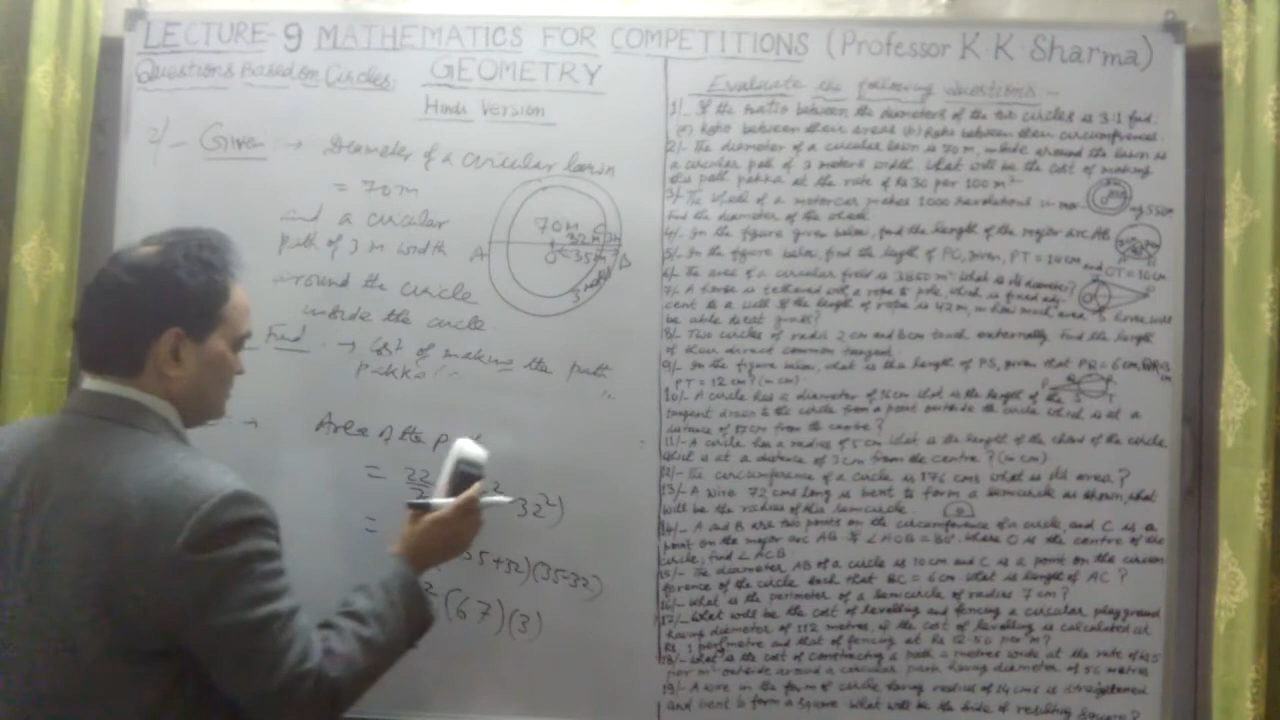 LECTURE-9 MATHEMATICS FOR COMPETITIONS (Professor K K Sharma)
Questions Based on Circles:
GEOMETRY
Hindi Version
2/- Given → Diameter of a circular lawn
= 70m
and a circular
path of 3 M width
around the circle
inside the circle
70M
32M 3M
35m
A
O
C
B
Find → Cost of making the path
pakka
→ Area of the
= 22
32²)
=
35+32)(35-32)
(67)(3)
Evaluate the following questions -
1/- If the ratio between the diameters of the two circles is 3:1 find:
(a) Ratio between their areas (b) Ratio between their circumferences.
2/- The diameter of a circular lawn is 70 m, inside around the lawn is
a circular path of 3 meters width. What will be the cost of making
this path pakka at the rate of Rs 30 per 100 m²
3/- The wheel of a motorcar makes 1000 revolutions in
Find the diameter of the wheel.
4/- In the figure given below, find the length of the major arc AB
5/- In the figure below, find the length of PO, given, PT = 10 cm and OT = 10 cm
6/- The area of a circular field is 3850 m² What is its diameter?
7/- A horse is tethered with a rope to pole, which is fixed
cent to a wall If the length of rope is 42 m, in how much area horse will
be able to eat grass?
8/- Two circles of radii 2 cm and 8 cm touch externally Find the length
of their direct common tangent.
9/- In the figure below, what is the length of PS, given that PQ = 6 cm,
PT = 12 cm? (in cm)
10/- A circle has a diameter of 16 cm what is the length of the
tangent drawn to the circle from a point outside the circle which is at a
distance of 17 cm from the centre?
11/- A circle has a radius of 5 cm what is the length of the chord of the circle
which is at a distance of 3 cm from the centre? (in cm)
12/- The circumference of a circle is 176 cms what is its area?
13/- A wire 72 cms long is bent to form a semicircle as shown, what
will be the radius of this semicircle.
14/- A and B are two points on the circumference of a circle, and C is a
point on the major arc AB. If ∠AOB = 80° where O is the centre of the
circle, find ∠ACB.
15/- The diameter AB of a circle is 10 cm and C is a point on the circum
ference of the circle such that BC = 6 cm. What is length of AC?
16/- What is the perimeter of a semicircle of radius 7 cm?
17/- What will be the cost of levelling and fencing a circular playground
having diameter of 112 metres, if the cost of levelling is calculated at
Rs 1 per metre and that of fencing at Rs 12.50 per m?
18/- What is the cost of constructing a path 2 metres wide at the rate of Rs 5
per m² outside around a circular park having diameter of 56 metres
19/- A wire in the form of circle having radius of 14 cms is straightened
and bent to form a square. What will be the side of resulting square?